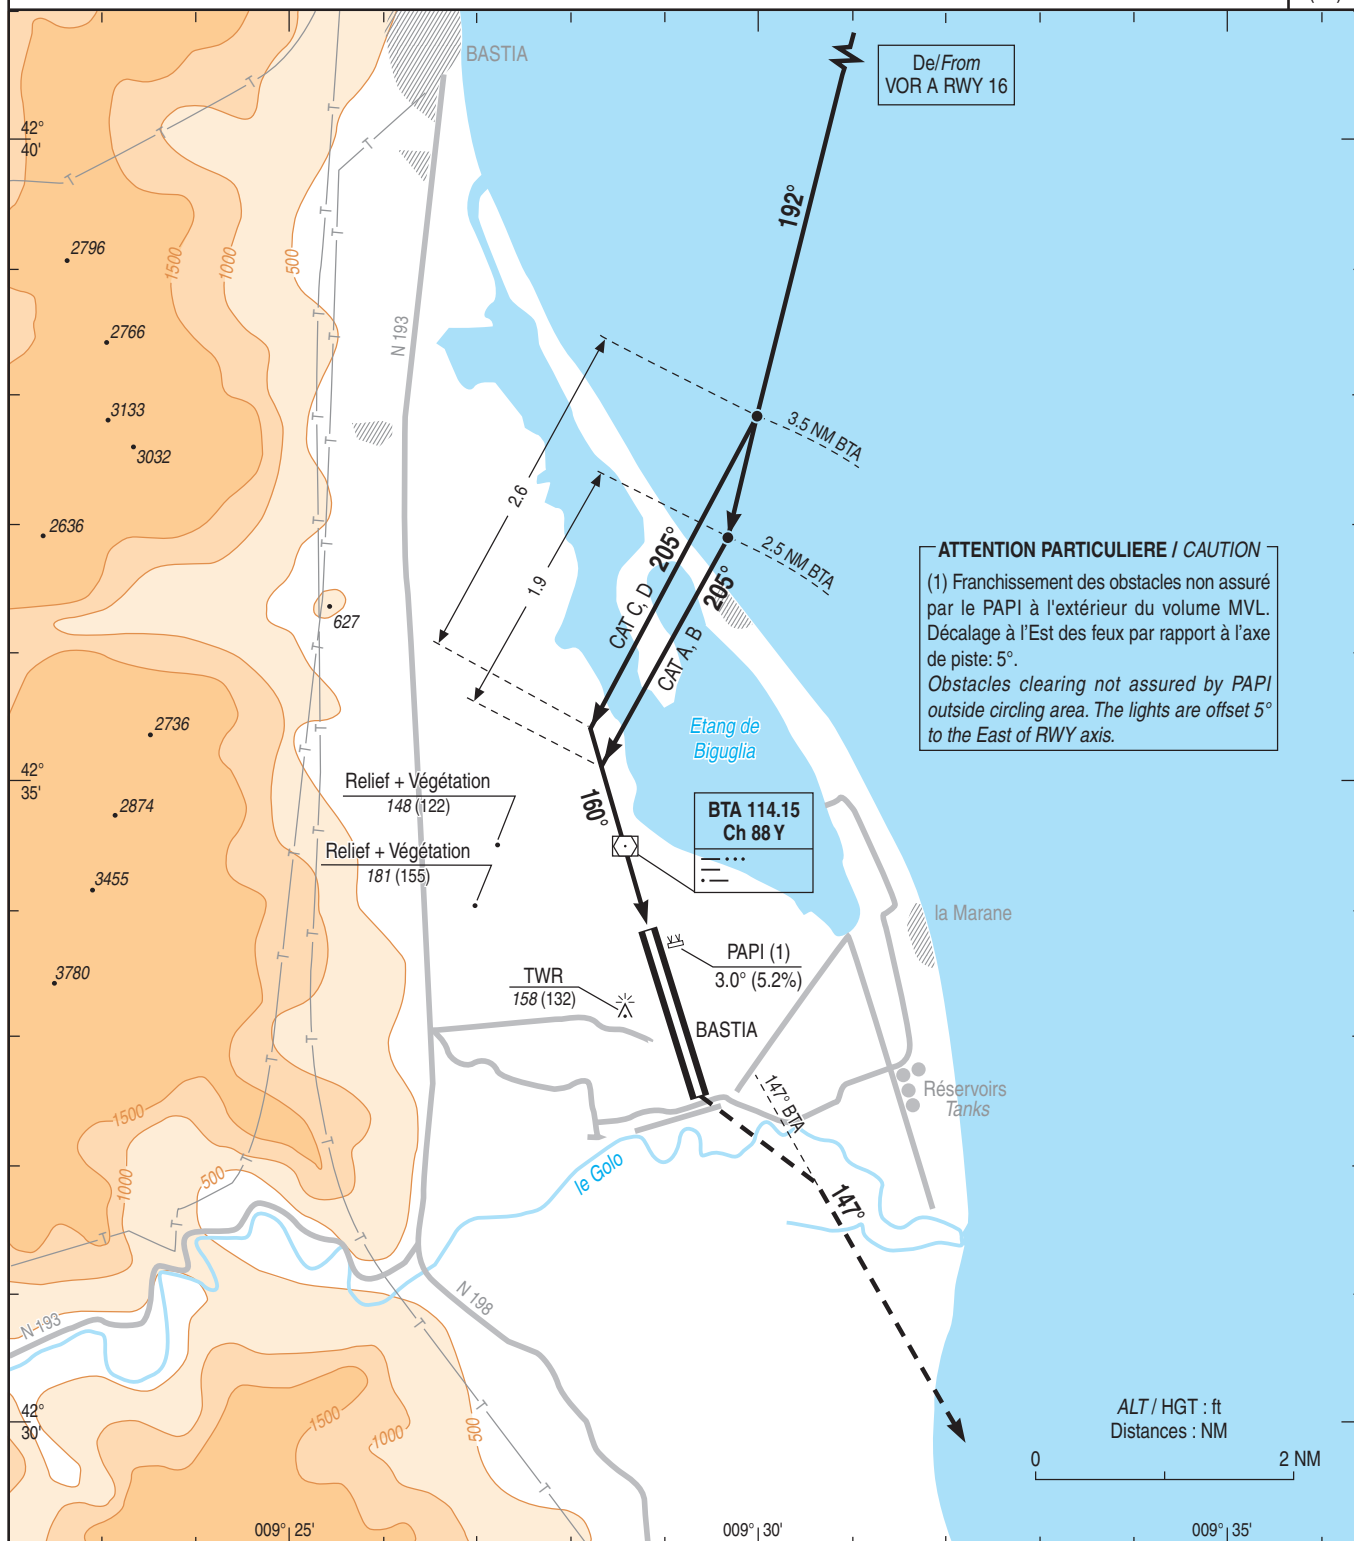 BASTIA
De/From
VOR A RWY 16
42°
40'
192°
2796
1500
1000
500
2766
N 193
3133
3032
3.5 NM BTA
2.6
2636
2.5 NM BTA
1.9
205°
205°
CAT C, D
CAT A, B
627
ATTENTION PARTICULIERE / CAUTION
(1) Franchissement des obstacles non assuré
par le PAPI à l'extérieur du volume MVL.
Décalage à l'Est des feux par rapport à l'axe
de piste: 5°.
Obstacles clearing not assured by PAPI
outside circling area. The lights are offset 5°
to the East of RWY axis.
2736
Etang de
Biguglia
42°
35'
Relief + Végétation
148 (122)
2874
160°
BTA 114.15
Ch 88 Y
Relief + Végétation
181 (155)
3455
la Marane
PAPI (1)
3.0° (5.2%)
3780
TWR
158 (132)
BASTIA
147° BTA
Réservoirs
Tanks
1500
1000
500
le Golo
147°
N 193
N 198
42°
30'
1500
1000
500
ALT / HGT : ft
Distances : NM
0
2 NM
009° 25'
009° 30'
009° 35'
T T T T T T T T T T T T T T T T T T T T T T T T T T T T T T T T